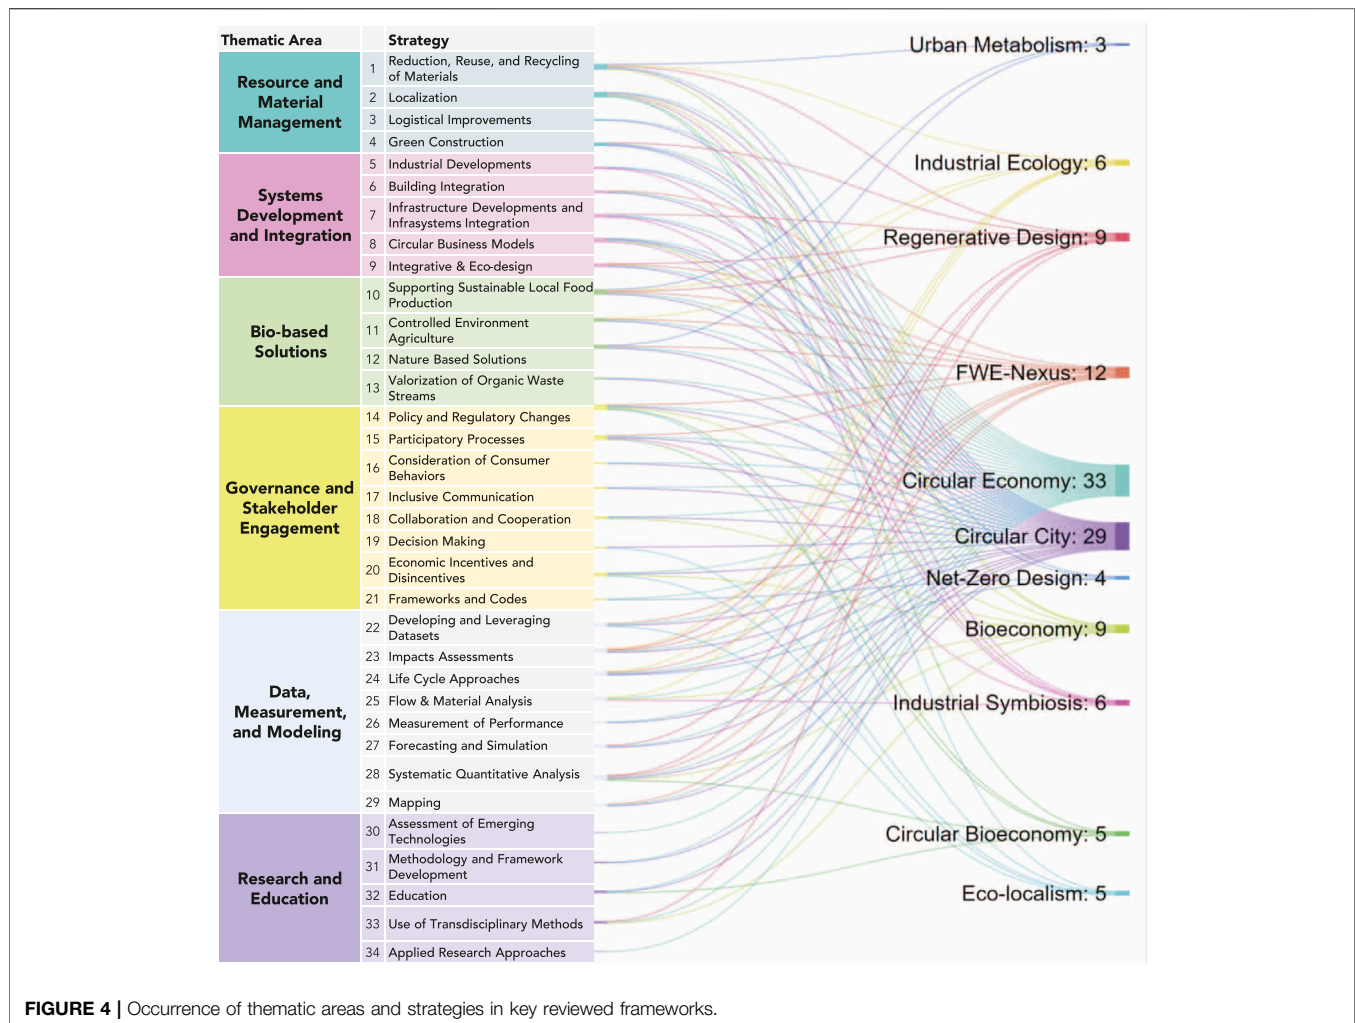 Thematic Area
Strategy
Resource and
Material
Management
1
Reduction, Reuse, and Recycling
of Materials
2
Localization
3
Logistical Improvements
4
Green Construction
Systems
Development
and Integration
5
Industrial Developments
6
Building Integration
7
Infrastructure Developments and
Infrasystems Integration
8
Circular Business Models
9
Integrative & Eco-design
Bio-based
Solutions
10
Supporting Sustainable Local Food
Production
11
Controlled Environment
Agriculture
12
Nature Based Solutions
13
Valorization of Organic Waste
Streams
Governance and
Stakeholder
Engagement
14
Policy and Regulatory Changes
15
Participatory Processes
16
Consideration of Consumer
Behaviors
17
Inclusive Communication
18
Collaboration and Cooperation
19
Decision Making
20
Economic Incentives and
Disincentives
21
Frameworks and Codes
Data,
Measurement,
and Modeling
22
Developing and Leveraging
Datasets
23
Impacts Assessments
24
Life Cycle Approaches
25
Flow & Material Analysis
26
Measurement of Performance
27
Forecasting and Simulation
28
Systematic Quantitative Analysis
29
Mapping
Research and
Education
30
Assessment of Emerging
Technologies
31
Methodology and Framework
Development
32
Education
33
Use of Transdisciplinary Methods
34
Applied Research Approaches
Urban Metabolism: 3
Industrial Ecology: 6
Regenerative Design: 9
FWE-Nexus: 12
Circular Economy: 33
Circular City: 29
Net-Zero Design: 4
Bioeconomy: 9
Industrial Symbiosis: 6
Circular Bioeconomy: 5
Eco-localism: 5
FIGURE 4 | Occurrence of thematic areas and strategies in key reviewed frameworks.